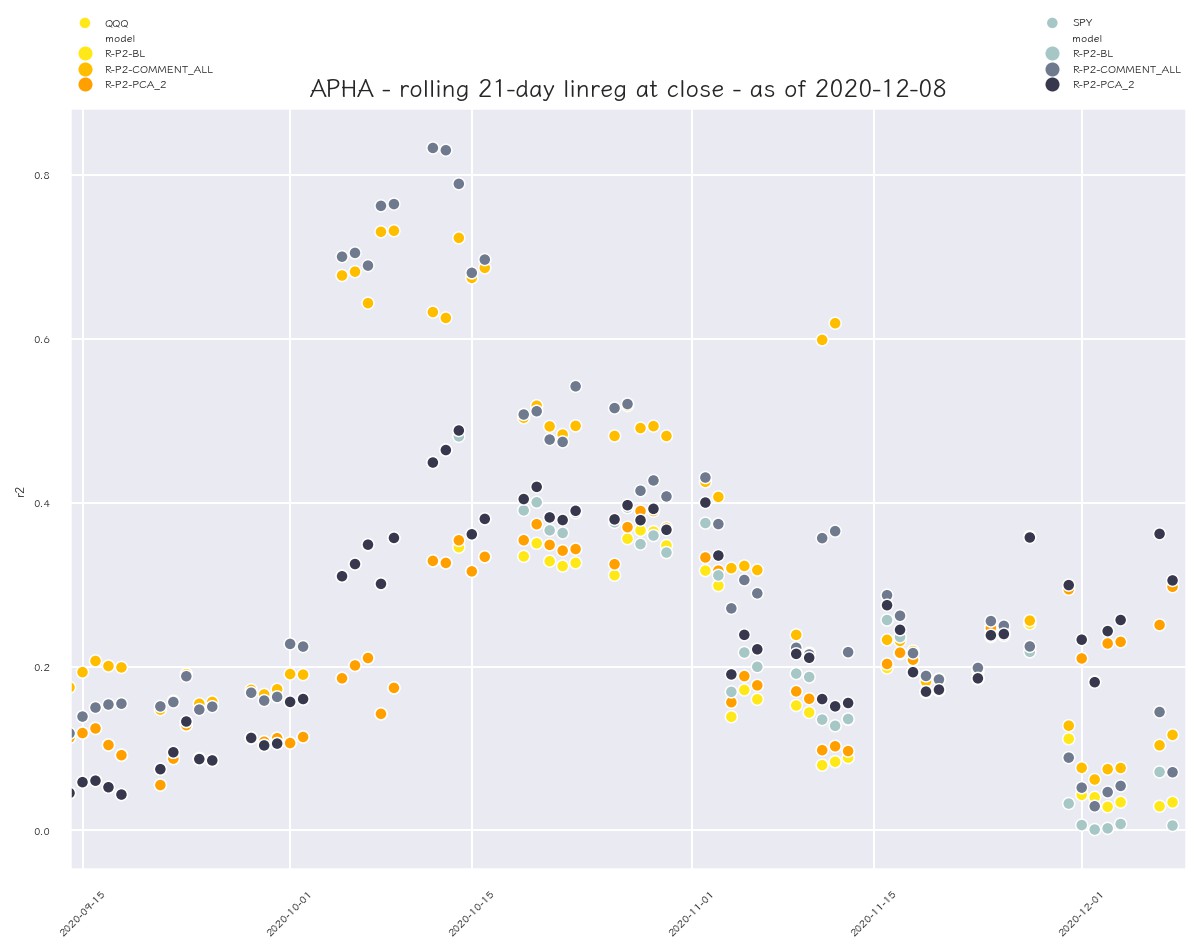 QQQ
model
R-P2-BL
R-P2-COMMENT_ALL
R-P2-PCA_2
SPY
model
R-P2-BL
R-P2-COMMENT_ALL
R-P2-PCA_2
APHA - rolling 21-day linreg at close - as of 2020-12-08
r2
0.8
0.6
0.4
0.2
0.0
2020-09-15
2020-10-01
2020-10-15
2020-11-01
2020-11-15
2020-12-01